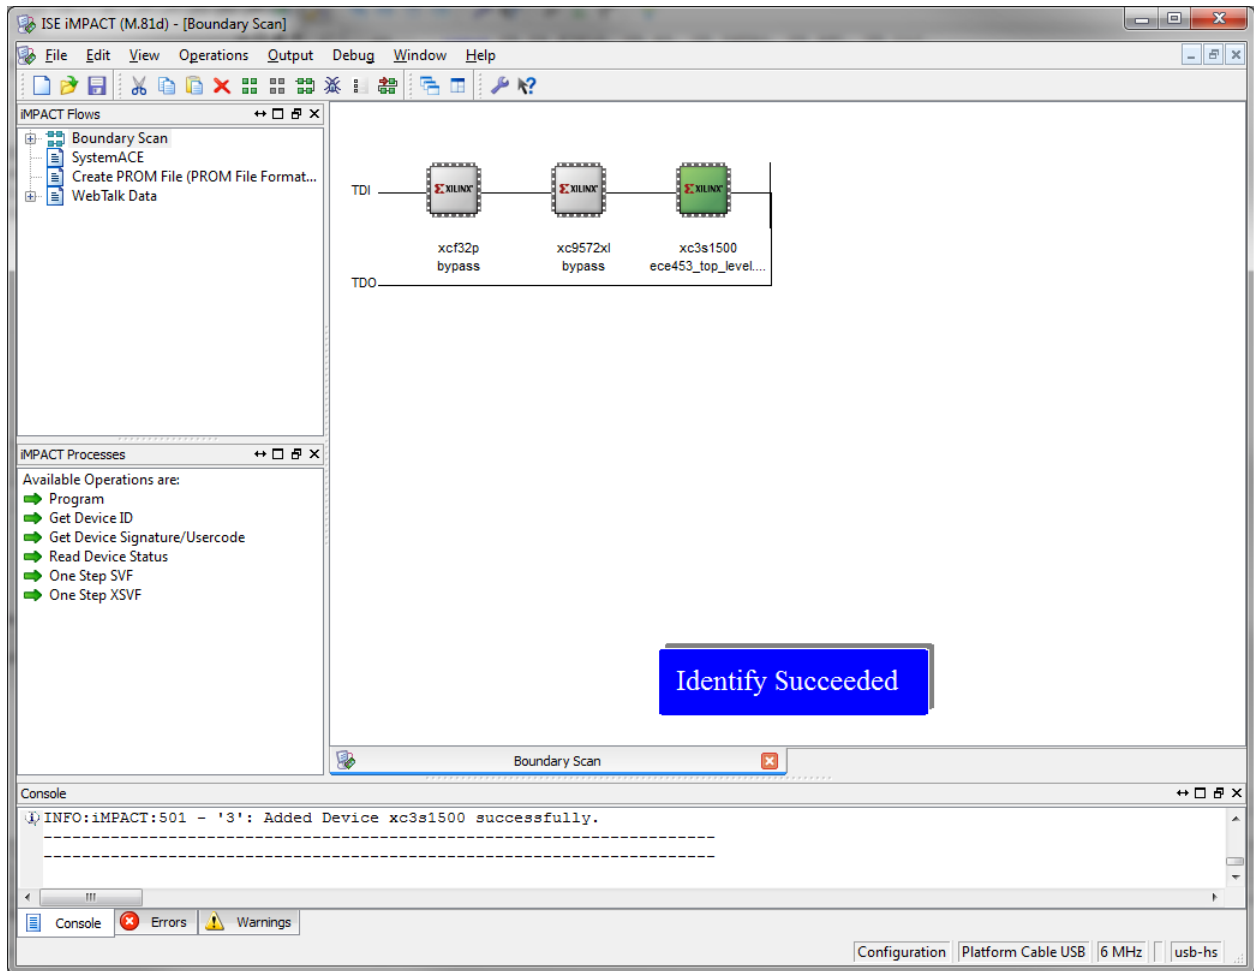 ISE iMPACT (M.81d) - [Boundary Scan]
File Edit View Operations Output Debug Window Help
iMPACT Flows
Boundary Scan
SystemACE
Create PROM File (PROM File Format...
WebTalk Data
TDI
XILINX XILINX XILINX
xcf32p xc9572xl xc3s1500
bypass bypass ece453_top_level....
TDO
iMPACT Processes
Available Operations are:
Program
Get Device ID
Get Device Signature/Usercode
Read Device Status
One Step SVF
One Step XSVF
Identify Succeeded
Boundary Scan
Console
INFO:iMPACT:501 - '3': Added Device xc3s1500 successfully.
----------------------------------------------------------------------
----------------------------------------------------------------------
Console Errors Warnings
Configuration Platform Cable USB 6 MHz usb-hs